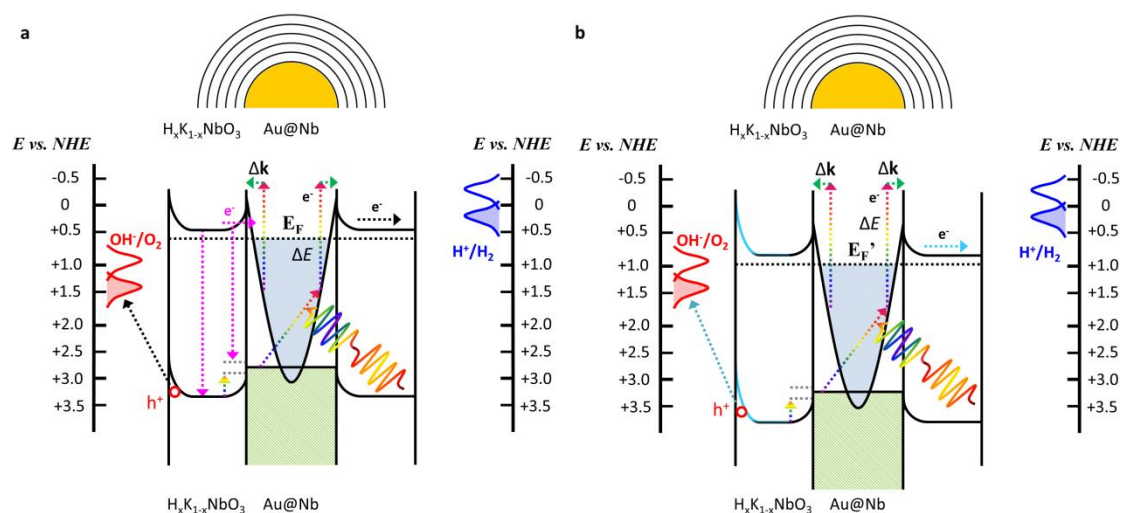 a
HₓK₁₋ₓNbO₃ Au@Nb
E vs. NHE
E vs. NHE
-0.5
0
+0.5
+1.0
+1.5
+2.0
+2.5
+3.0
+3.5
OH⁻/O₂
h⁺
e⁻
Δk
e⁻
E_F
ΔE
e⁻
H⁺/H₂
-0.5
0
+0.5
+1.0
+1.5
+2.0
+2.5
+3.0
+3.5
HₓK₁₋ₓNbO₃ Au@Nb
b
HₓK₁₋ₓNbO₃ Au@Nb
E vs. NHE
E vs. NHE
-0.5
0
+0.5
+1.0
+1.5
+2.0
+2.5
+3.0
+3.5
OH⁻/O₂
h⁺
Δk
e⁻
ΔE
E_F’
e⁻
H⁺/H₂
-0.5
0
+0.5
+1.0
+1.5
+2.0
+2.5
+3.0
+3.5
HₓK₁₋ₓNbO₃ Au@Nb